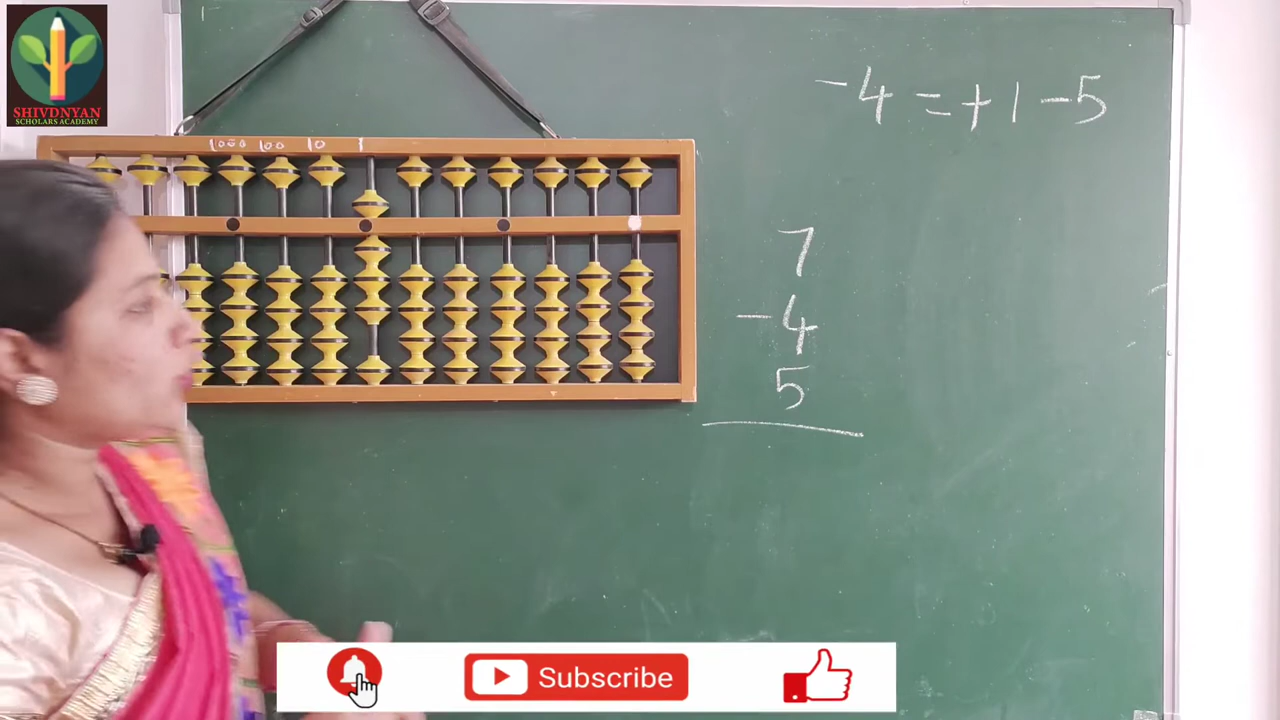 SHIVDNYAN
SCHOLARS ACADEMY
1000 100 10 1
-4 = +1-5
7
-4
5
Subscribe